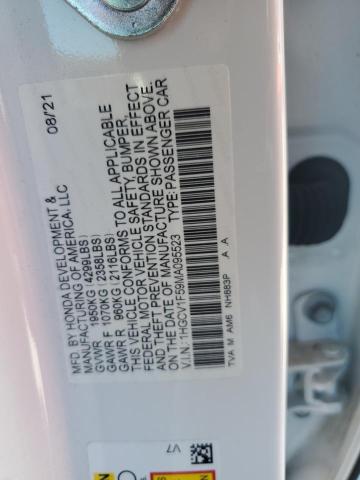 MFD. BY HONDA DEVELOPMENT & 08/21
MANUFACTURING OF AMERICA, LLC
GVWR 1950KG (4299LBS)
GAWR F 1070KG (2358LBS)
GAWR R 960KG (2116LBS)
THIS VEHICLE CONFORMS TO ALL APPLICABLE
FEDERAL MOTOR VEHICLE SAFETY, BUMPER,
AND THEFT PREVENTION STANDARDS IN EFFECT
ON THE DATE OF MANUFACTURE SHOWN ABOVE.
V.I.N.: 1HGCV1F59MA095523 TYPE: PASSENGER CAR
TVA M AM6 NH883P A A
V7